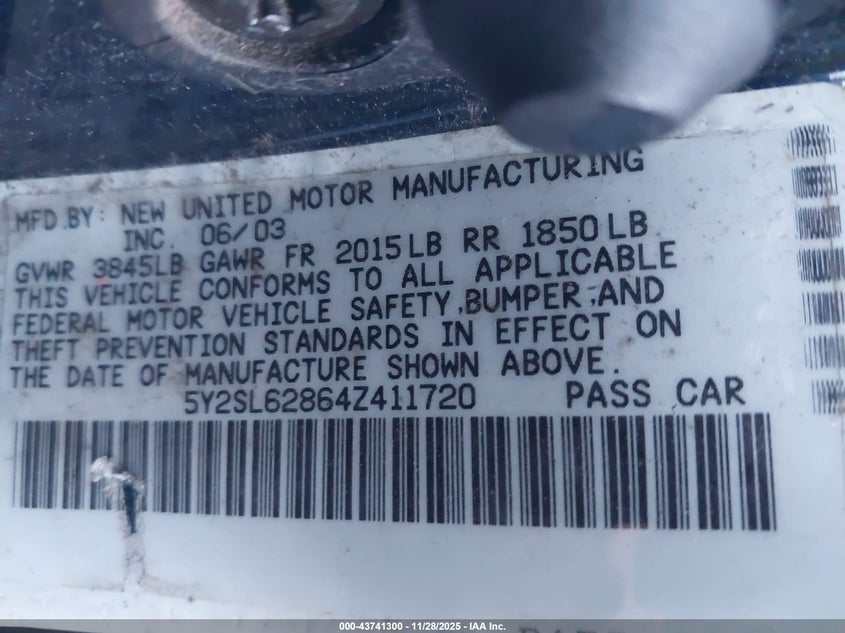 MFD.BY: NEW UNITED MOTOR MANUFACTURING
INC. 06/03
GVWR 3845LB GAWR FR 2015LB RR 1850LB
THIS VEHICLE CONFORMS TO ALL APPLICABLE
FEDERAL MOTOR VEHICLE SAFETY,BUMPER,AND
THEFT PREVENTION STANDARDS IN EFFECT ON
THE DATE OF MANUFACTURE SHOWN ABOVE.
5Y2SL62864Z411720 PASS CAR
000-43741300 - 11/28/2025 - IAA Inc.